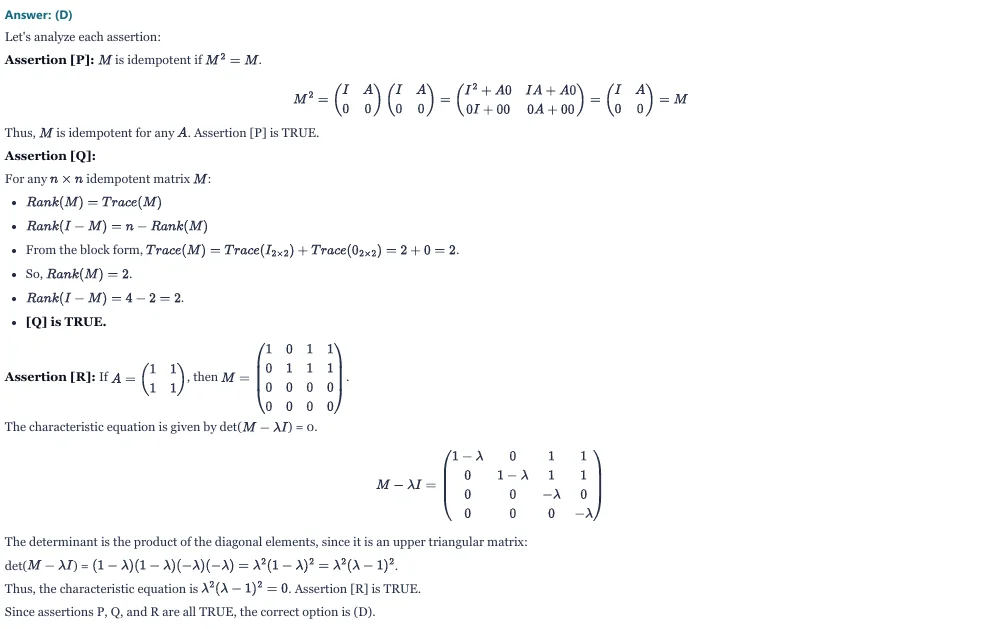 Answer: (D)
Let's analyze each assertion:
Assertion [P]: M is idempotent if M² = M.
M² = (I A; 0 0) (I A; 0 0) = (I² + A0 IA + A0; 0I + 00 0A + 00) = (I A; 0 0) = M
Thus, M is idempotent for any A. Assertion [P] is TRUE.
Assertion [Q]:
For any n × n idempotent matrix M:
• Rank(M) = Trace(M)
• Rank(I − M) = n − Rank(M)
• From the block form, Trace(M) = Trace(I₂ₓ₂) + Trace(0₂ₓ₂) = 2 + 0 = 2.
• So, Rank(M) = 2.
• Rank(I − M) = 4 − 2 = 2.
• [Q] is TRUE.
Assertion [R]: If A = (1 1; 1 1), then M = (1 0 1 1; 0 1 1 1; 0 0 0 0; 0 0 0 0).
The characteristic equation is given by det(M − λI) = 0.
M − λI = (1 − λ 0 1 1; 0 1 − λ 1 1; 0 0 −λ 0; 0 0 0 −λ)
The determinant is the product of the diagonal elements, since it is an upper triangular matrix:
det(M − λI) = (1 − λ)(1 − λ)(−λ)(−λ) = λ²(1 − λ)² = λ²(λ − 1)².
Thus, the characteristic equation is λ²(λ − 1)² = 0. Assertion [R] is TRUE.
Since assertions P, Q, and R are all TRUE, the correct option is (D).